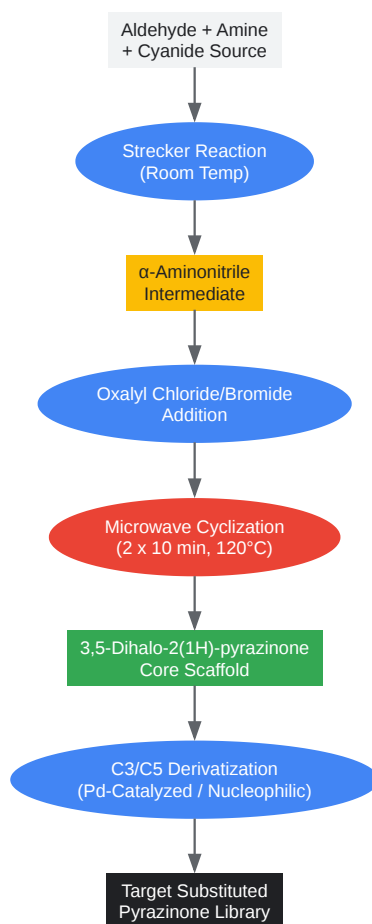 Aldehyde + Amine
+ Cyanide Source
Strecker Reaction
(Room Temp)
α-Aminonitrile
Intermediate
Oxalyl Chloride/Bromide
Addition
Microwave Cyclization
(2 x 10 min, 120°C)
3,5-Dihalo-2(1H)-pyrazinone
Core Scaffold
C3/C5 Derivatization
(Pd-Catalyzed / Nucleophilic)
Target Substituted
Pyrazinone Library